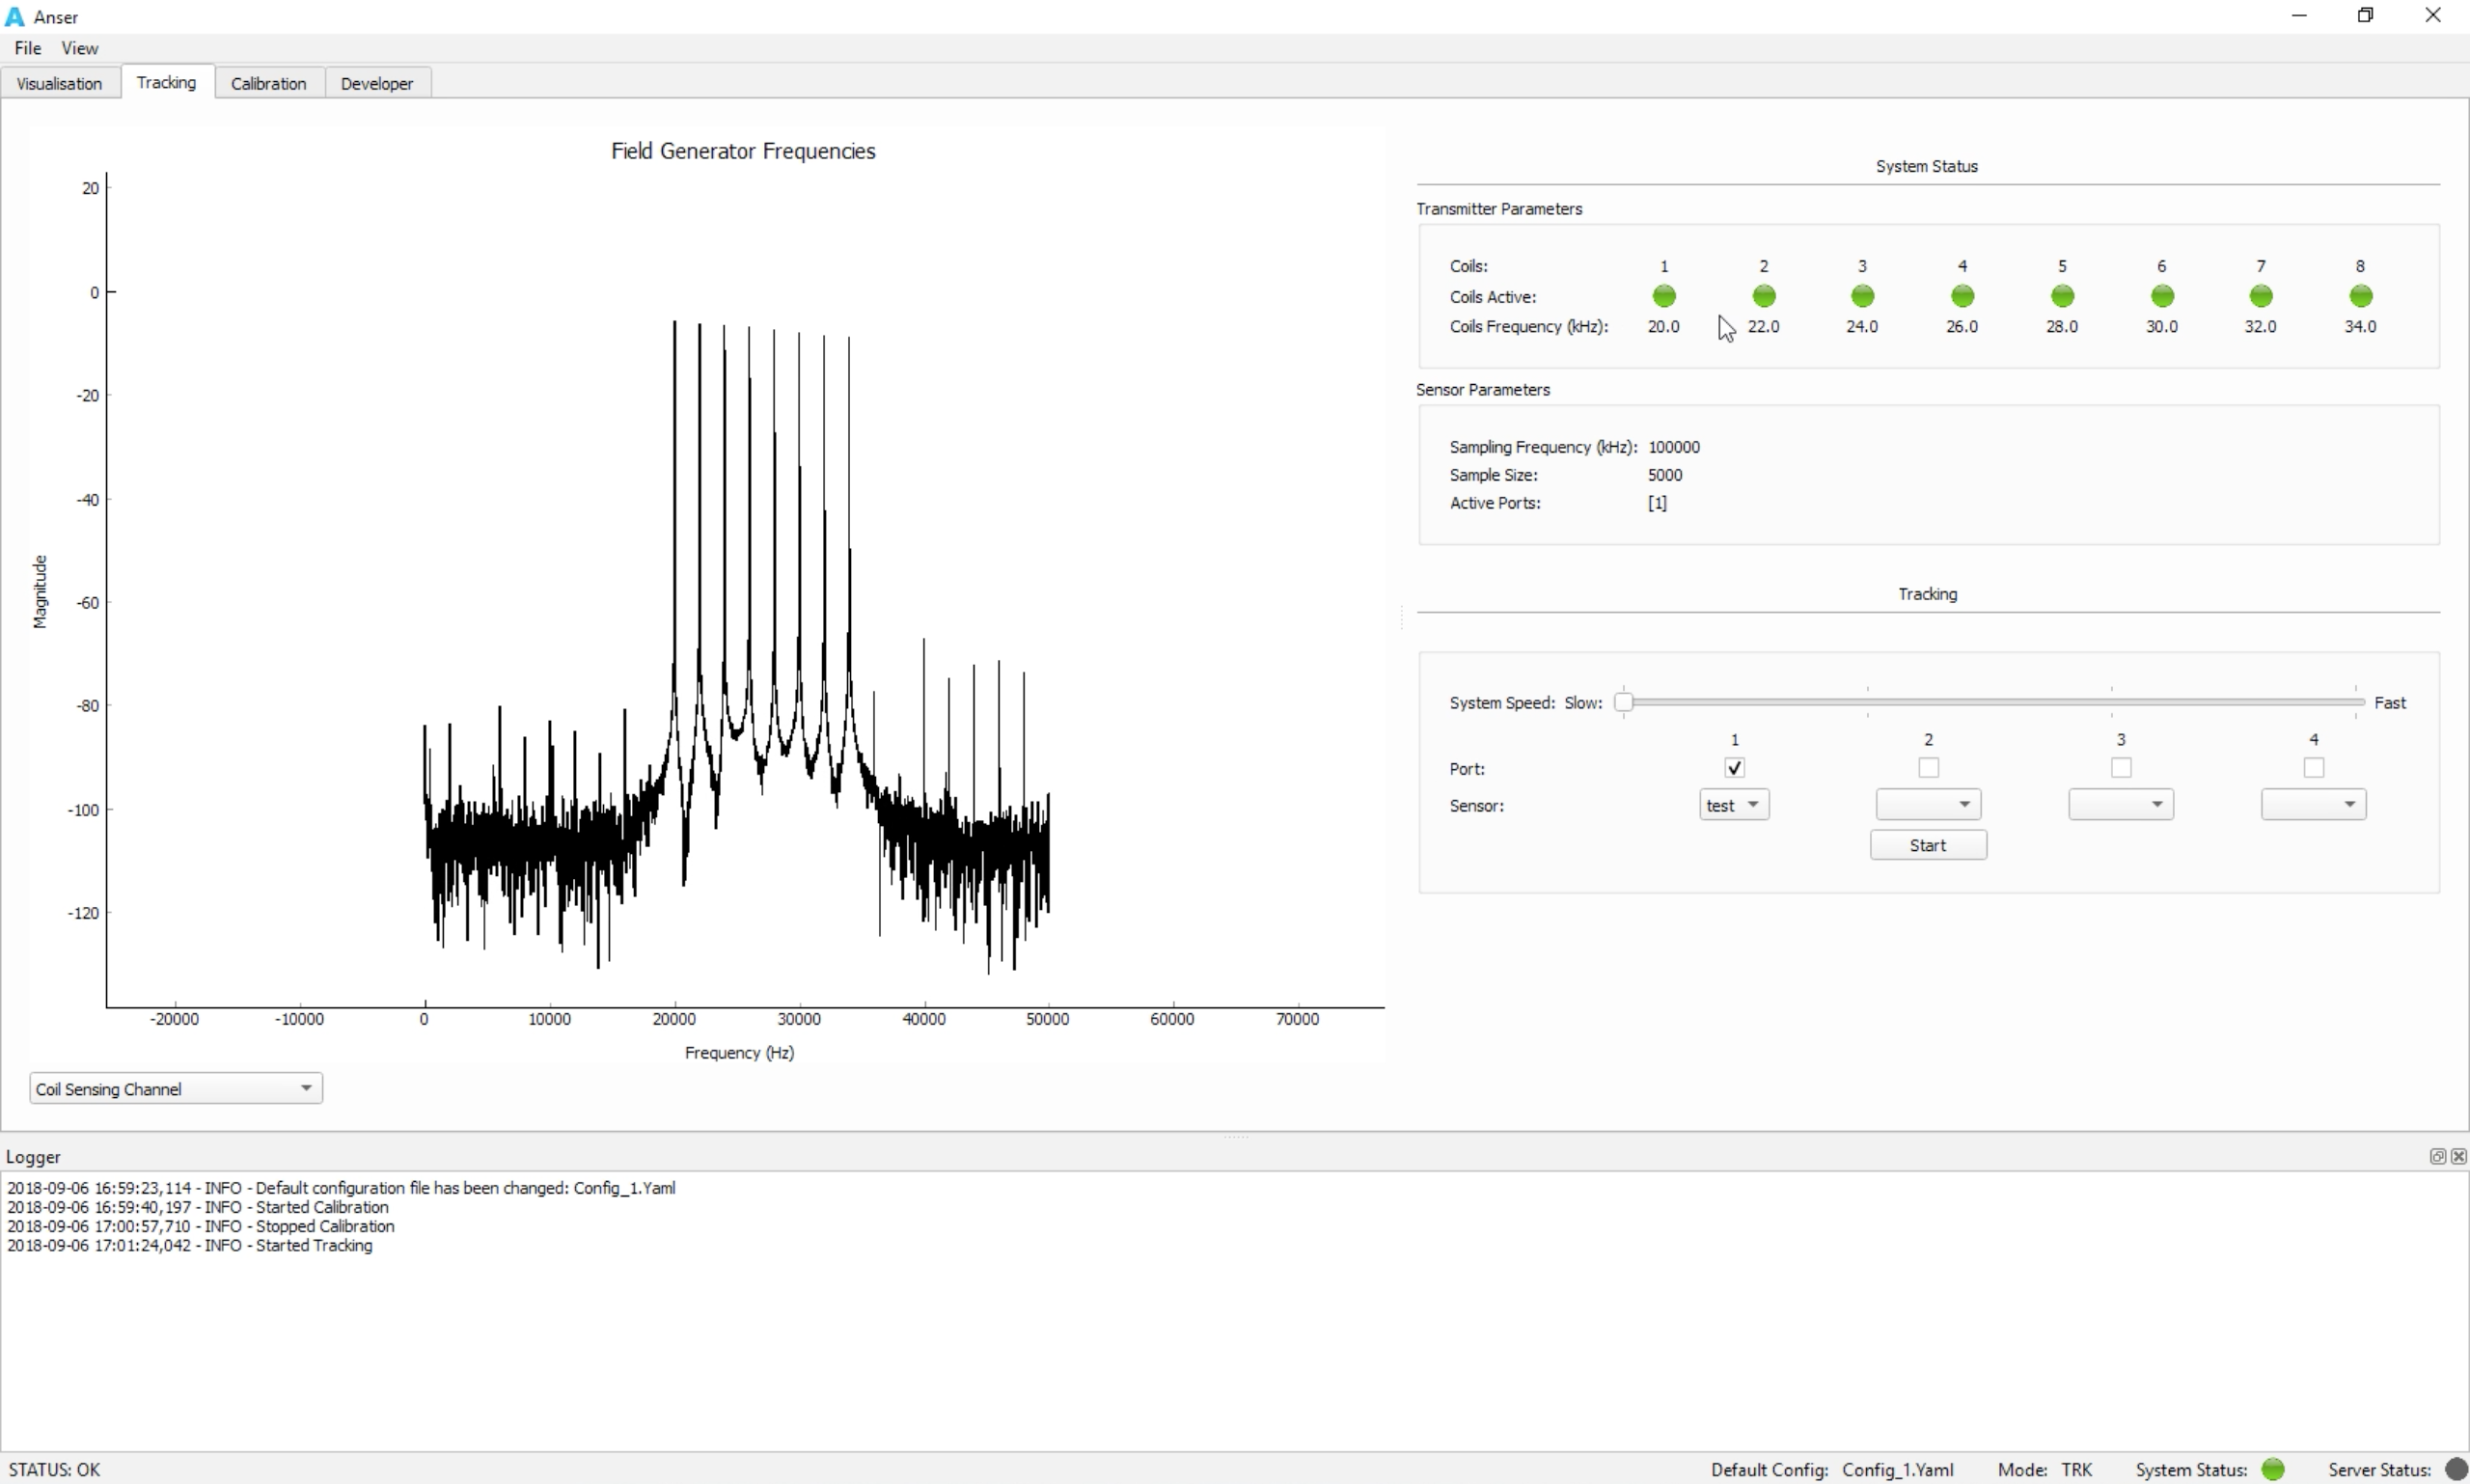 Anser
File View
Visualisation Tracking Calibration Developer
Field Generator Frequencies
20
0
-20
-40
-60
-80
-100
-120
Magnitude
-20000 -10000 0 10000 20000 30000 40000 50000 60000 70000
Frequency (Hz)
Coil Sensing Channel
System Status
Transmitter Parameters
Coils: 1 2 3 4 5 6 7 8
Coils Active:
Coils Frequency (kHz): 20.0 22.0 24.0 26.0 28.0 30.0 32.0 34.0
Sensor Parameters
Sampling Frequency (kHz): 100000
Sample Size: 5000
Active Ports: [1]
Tracking
System Speed: Slow: Fast
1 2 3 4
Port:
Sensor: test
Start
Logger
2018-09-06 16:59:23,114 - INFO - Default configuration file has been changed: Config_1.Yaml
2018-09-06 16:59:40,197 - INFO - Started Calibration
2018-09-06 17:00:57,710 - INFO - Stopped Calibration
2018-09-06 17:01:24,042 - INFO - Started Tracking
STATUS: OK Default Config: Config_1.Yaml Mode: TRK System Status: Server Status: